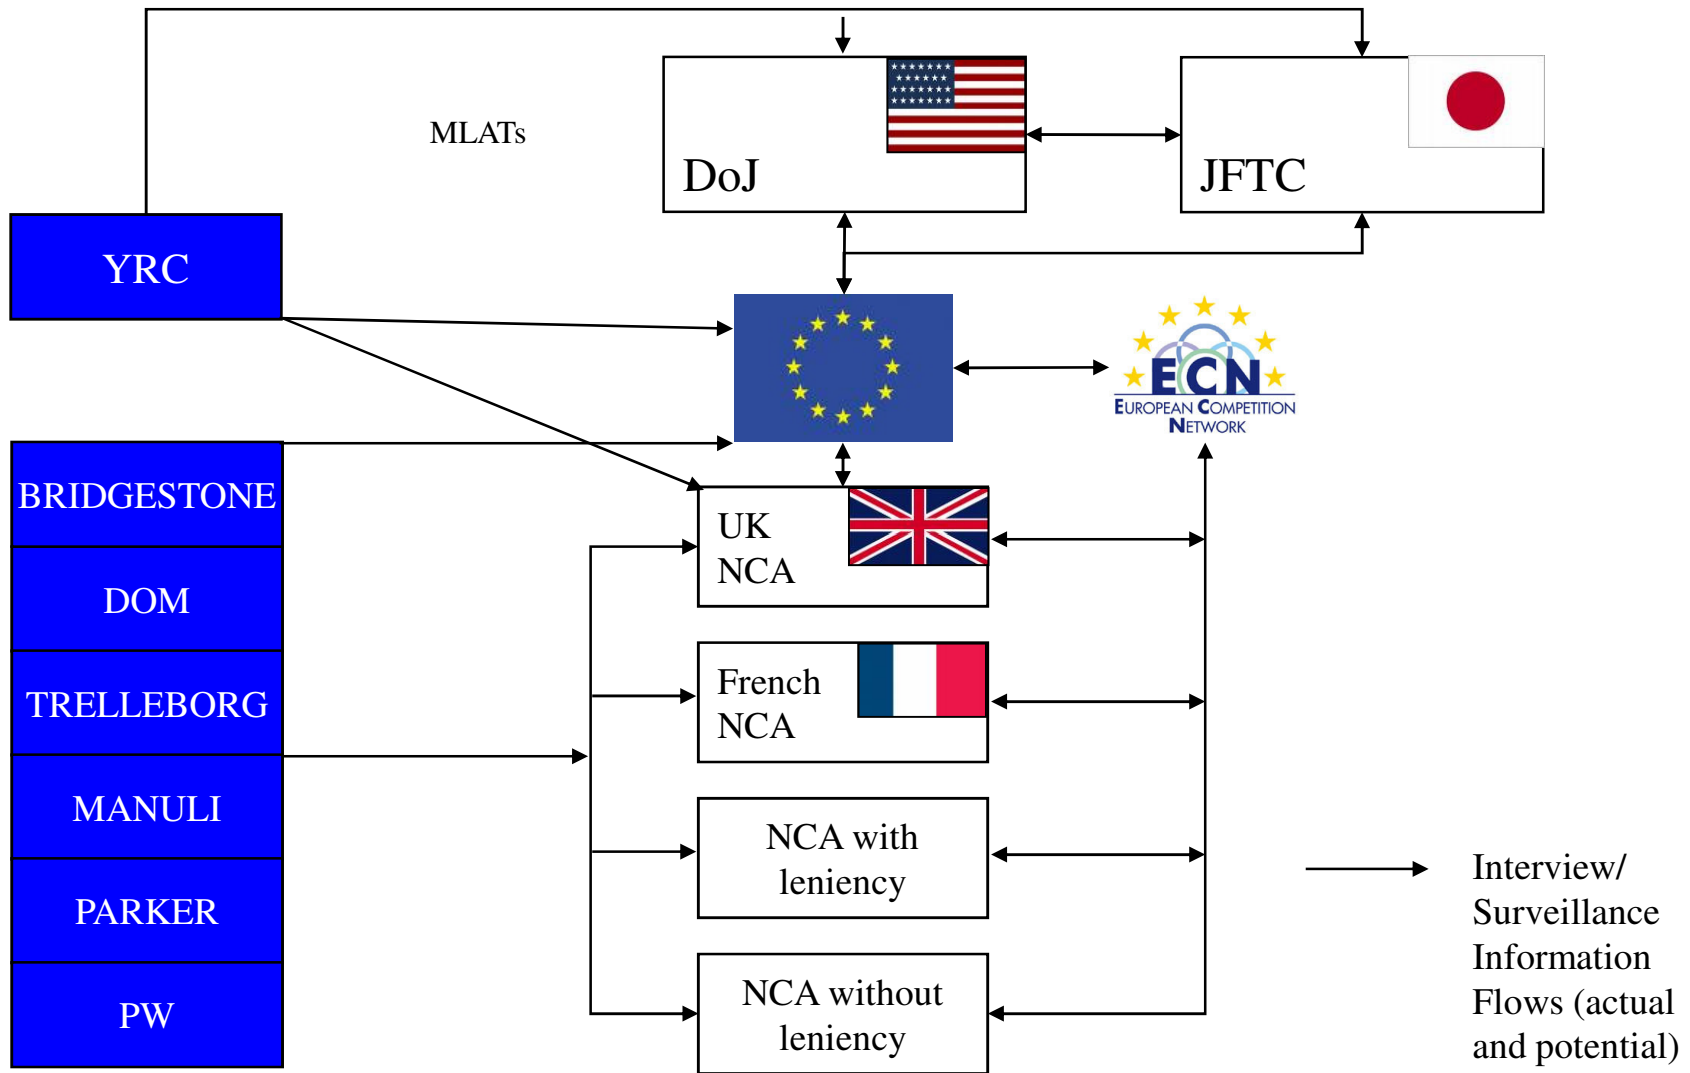 MLATs
DoJ
JFTC
YRC
ECN
EUROPEAN COMPETITION
NETWORK
BRIDGESTONE
DOM
TRELLEBORG
MANULI
PARKER
PW
UK
NCA
French
NCA
NCA with
leniency
NCA without
leniency
Interview/
Surveillance
Information
Flows (actual
and potential)